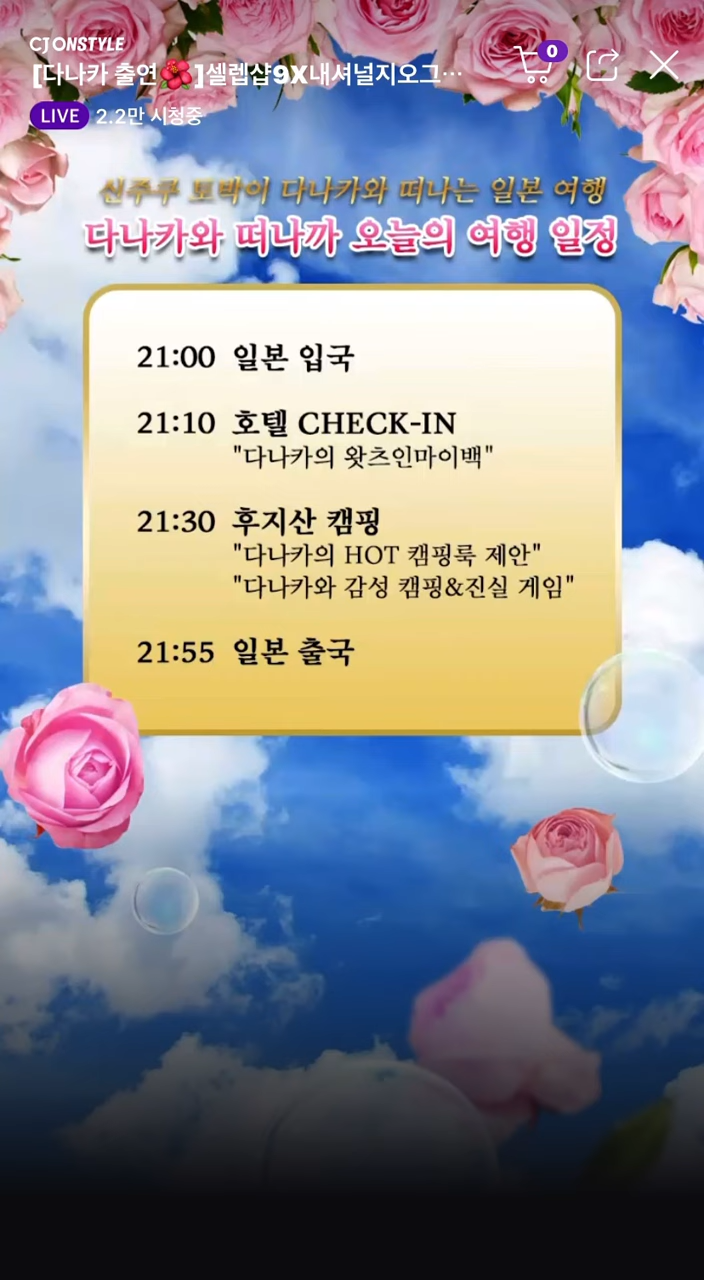 CJ ONSTYLE
[다나카 출연🌺]셀렙샵9X내셔널지오그…
0
LIVE 2.2만 시청중
신주쿠 토박이 다나카와 떠나는 일본 여행
다나카와 떠나까 오늘의 여행 일정
21:00 일본 입국
21:10 호텔 CHECK-IN
"다나카의 왓츠인마이백"
21:30 후지산 캠핑
"다나카의 HOT 캠핑룩 제안"
"다나카와 감성 캠핑&진실 게임"
21:55 일본 출국